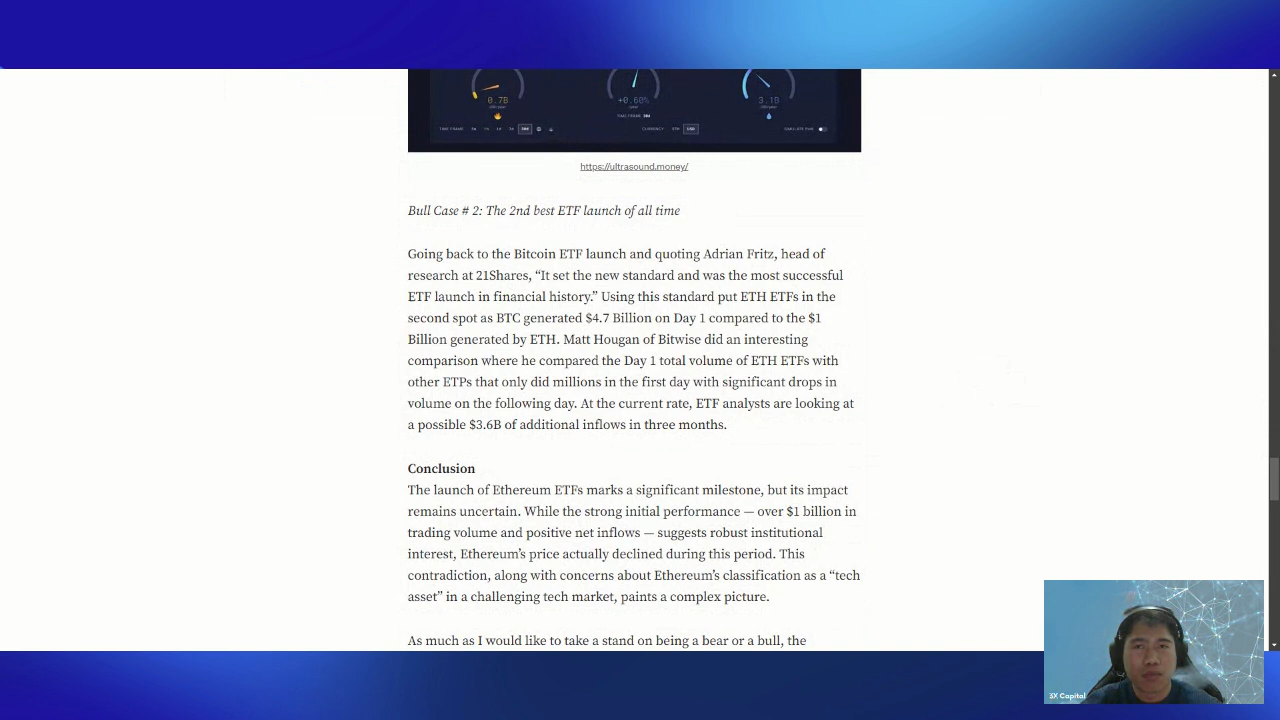 0.7B
+0.60%
3.1B
https://ultrasound.money/
Bull Case # 2: The 2nd best ETF launch of all time
Going back to the Bitcoin ETF launch and quoting Adrian Fritz, head of
research at 21Shares, “It set the new standard and was the most successful
ETF launch in financial history.” Using this standard put ETH ETFs in the
second spot as BTC generated $4.7 Billion on Day 1 compared to the $1
Billion generated by ETH. Matt Hougan of Bitwise did an interesting
comparison where he compared the Day 1 total volume of ETH ETFs with
other ETPs that only did millions in the first day with significant drops in
volume on the following day. At the current rate, ETF analysts are looking at
a possible $3.6B of additional inflows in three months.
Conclusion
The launch of Ethereum ETFs marks a significant milestone, but its impact
remains uncertain. While the strong initial performance — over $1 billion in
trading volume and positive net inflows — suggests robust institutional
interest, Ethereum’s price actually declined during this period. This
contradiction, along with concerns about Ethereum’s classification as a “tech
asset” in a challenging tech market, paints a complex picture.
As much as I would like to take a stand on being a bear or a bull, the
3X Capital